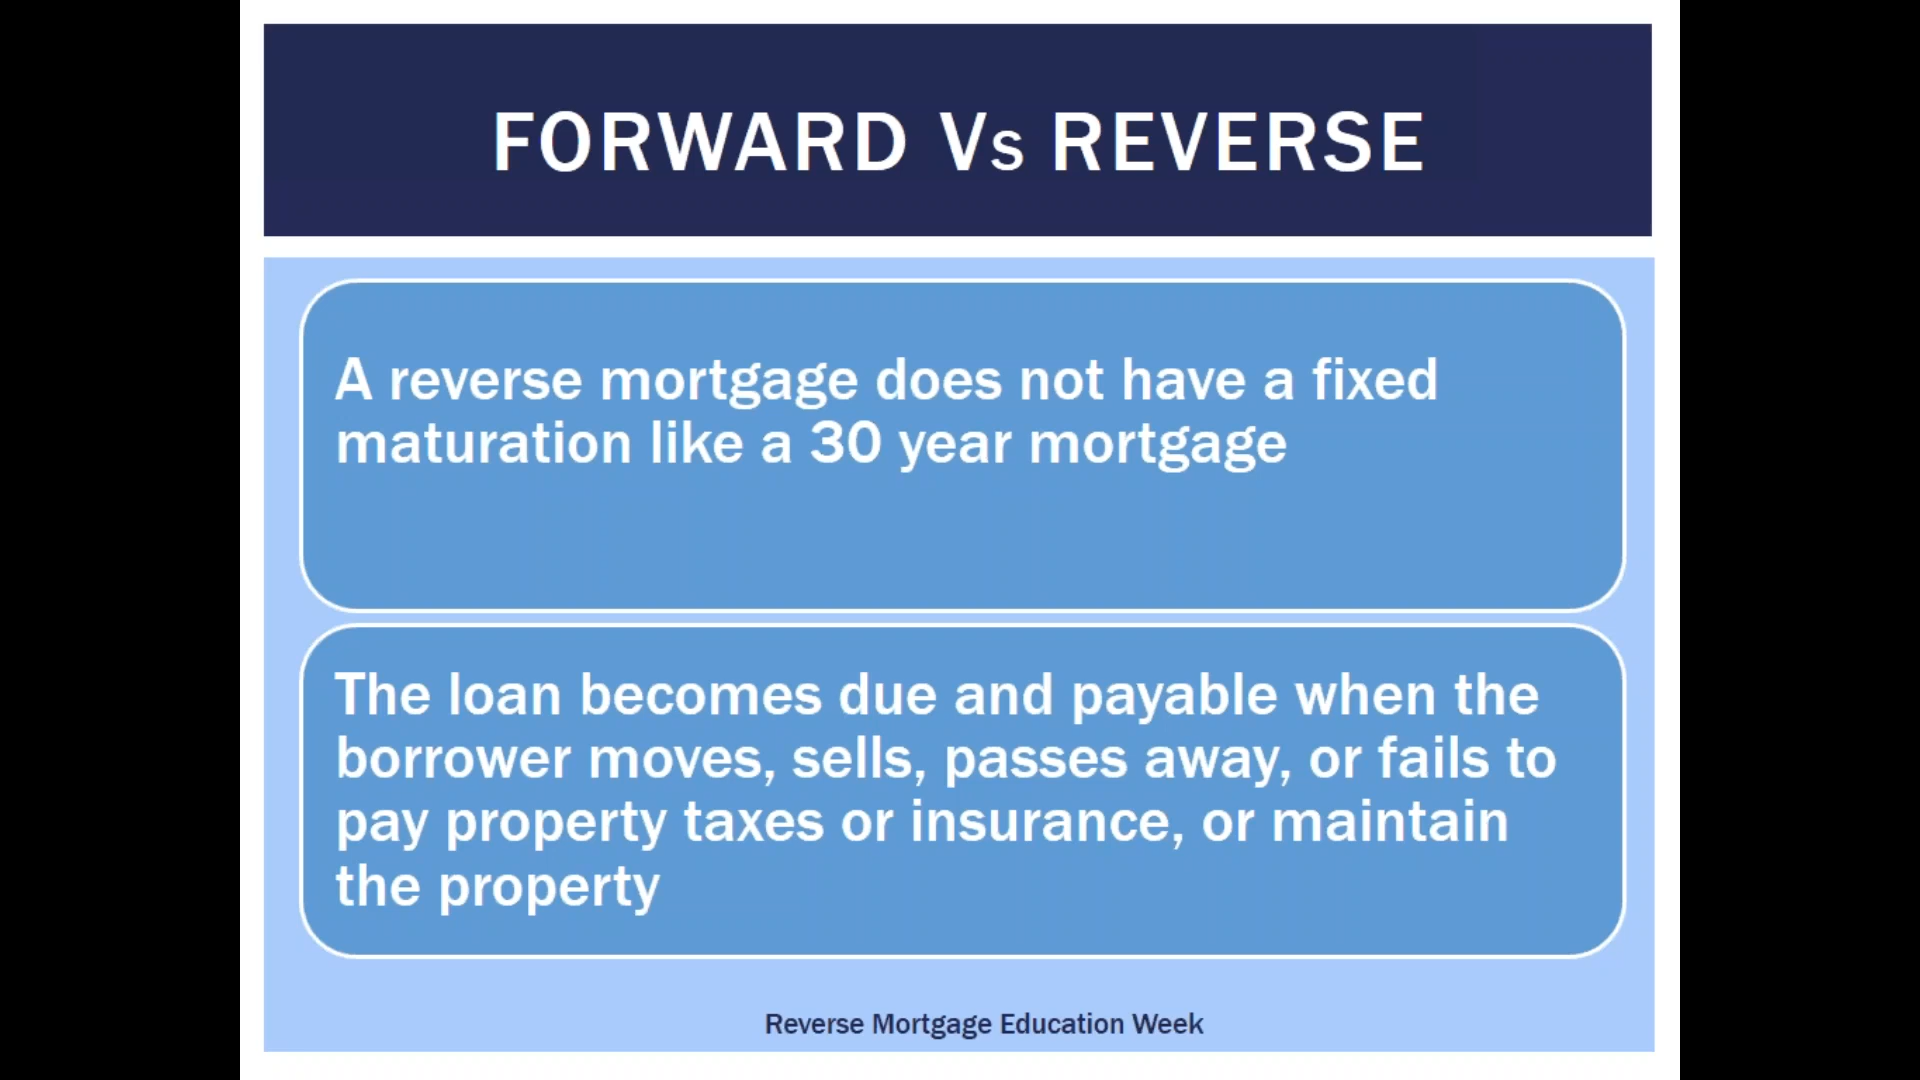 FORWARD Vs REVERSE
A reverse mortgage does not have a fixed
maturation like a 30 year mortgage
The loan becomes due and payable when the
borrower moves, sells, passes away, or fails to
pay property taxes or insurance, or maintain
the property
Reverse Mortgage Education Week